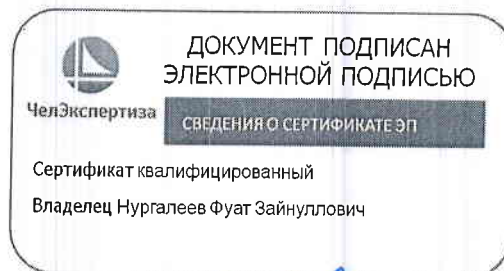 ДОКУМЕНТ ПОДПИСАН
ЭЛЕКТРОННОЙ ПОДПИСЬЮ
ЧелЭкспертиза
СВЕДЕНИЯ О СЕРТИФИКАТЕ ЭП
Сертификат квалифицированный
Владелец Нургалеев Фуат Зайнуллович